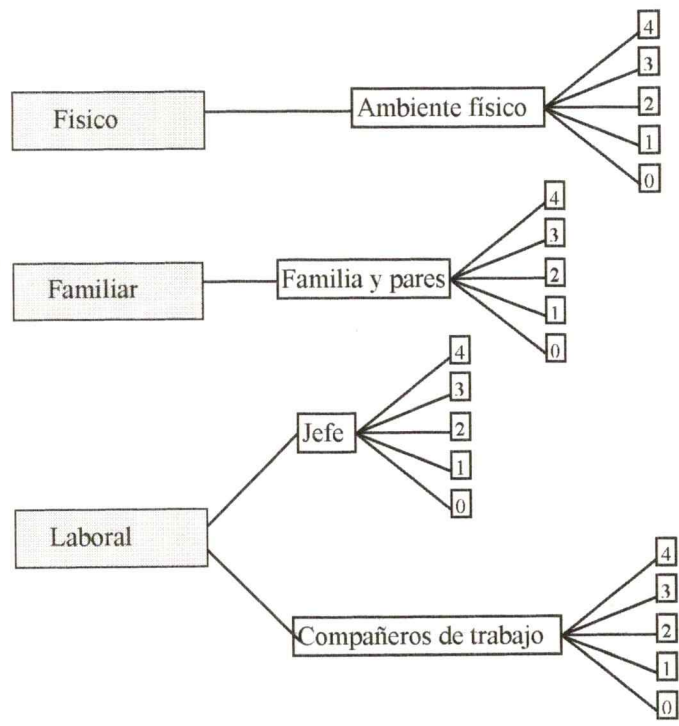 4
3
Fisico
Ambiente físico
2
1
0
4
3
Familiar
Familia y pares
2
1
0
4
3
Jefe
2
1
0
Laboral
4
3
Compañeros de trabajo
2
1
0